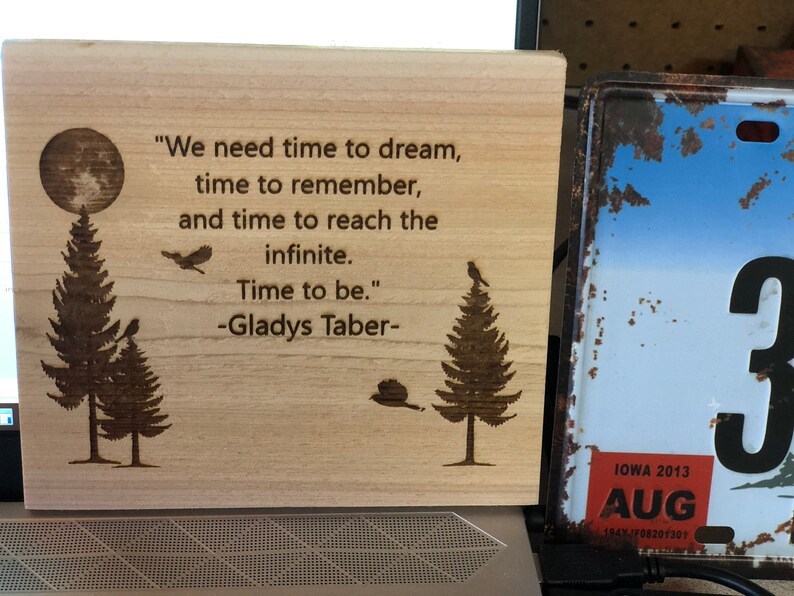 "We need time to dream,
time to remember,
and time to reach the
infinite.
Time to be."
-Gladys Taber-
3
IOWA 2013
AUG
194XJF08201301